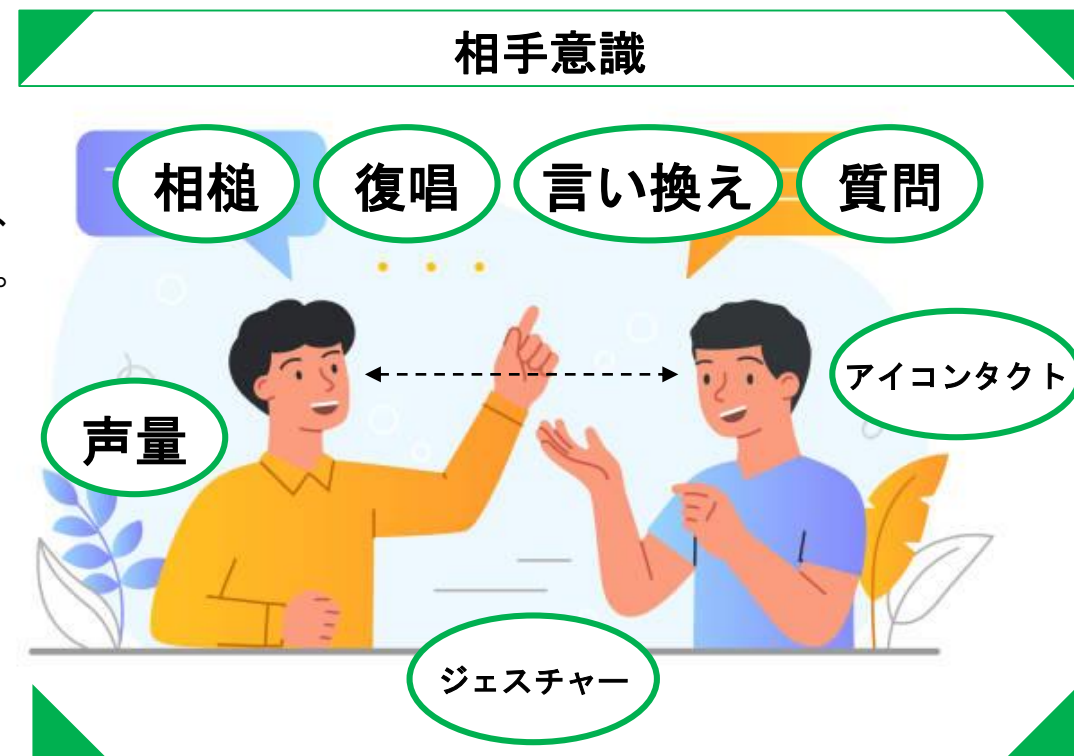 相手意識
相槌
復唱
言い換え
質問
、
。
アイコンタクト
声量
ジェスチャー